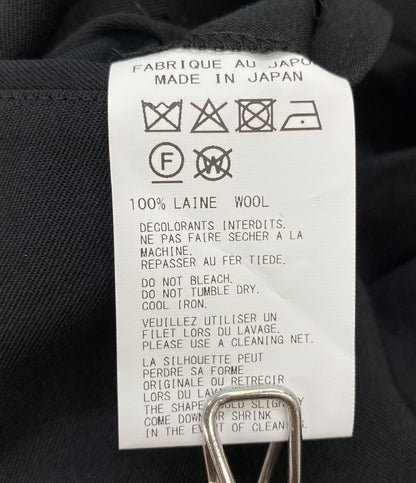 FABRIQUE AU JAPO
MADE IN JAPAN
F
W
100% LAINE WOOL
DECOLORANTS INTERDITS.
NE PAS FAIRE SECHER A LA
MACHINE.
REPASSER AU FER TIEDE.
DO NOT BLEACH.
DO NOT TUMBLE DRY.
COOL IRON.
VEUILLEZ UTILISER UN
FILET LORS DU LAVAGE.
PLEASE USE A CLEANING NET.
LA SILHOUETTE PEUT
PERDRE SA FORME
ORIGINALE OU RETRECIR
LORS DU
THE SHAPE
COME DOWN SHRINK
IN THE EVENT OF CLEANING.